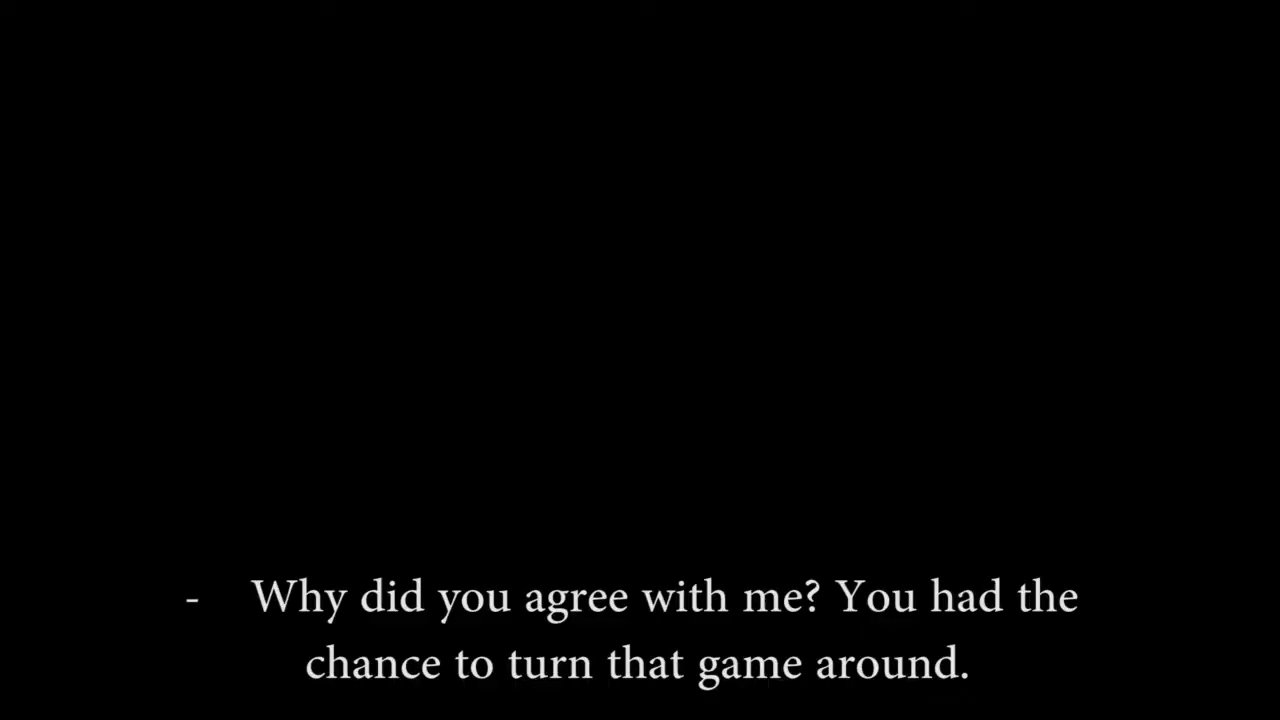 - Why did you agree with me? You had the
chance to turn that game around.